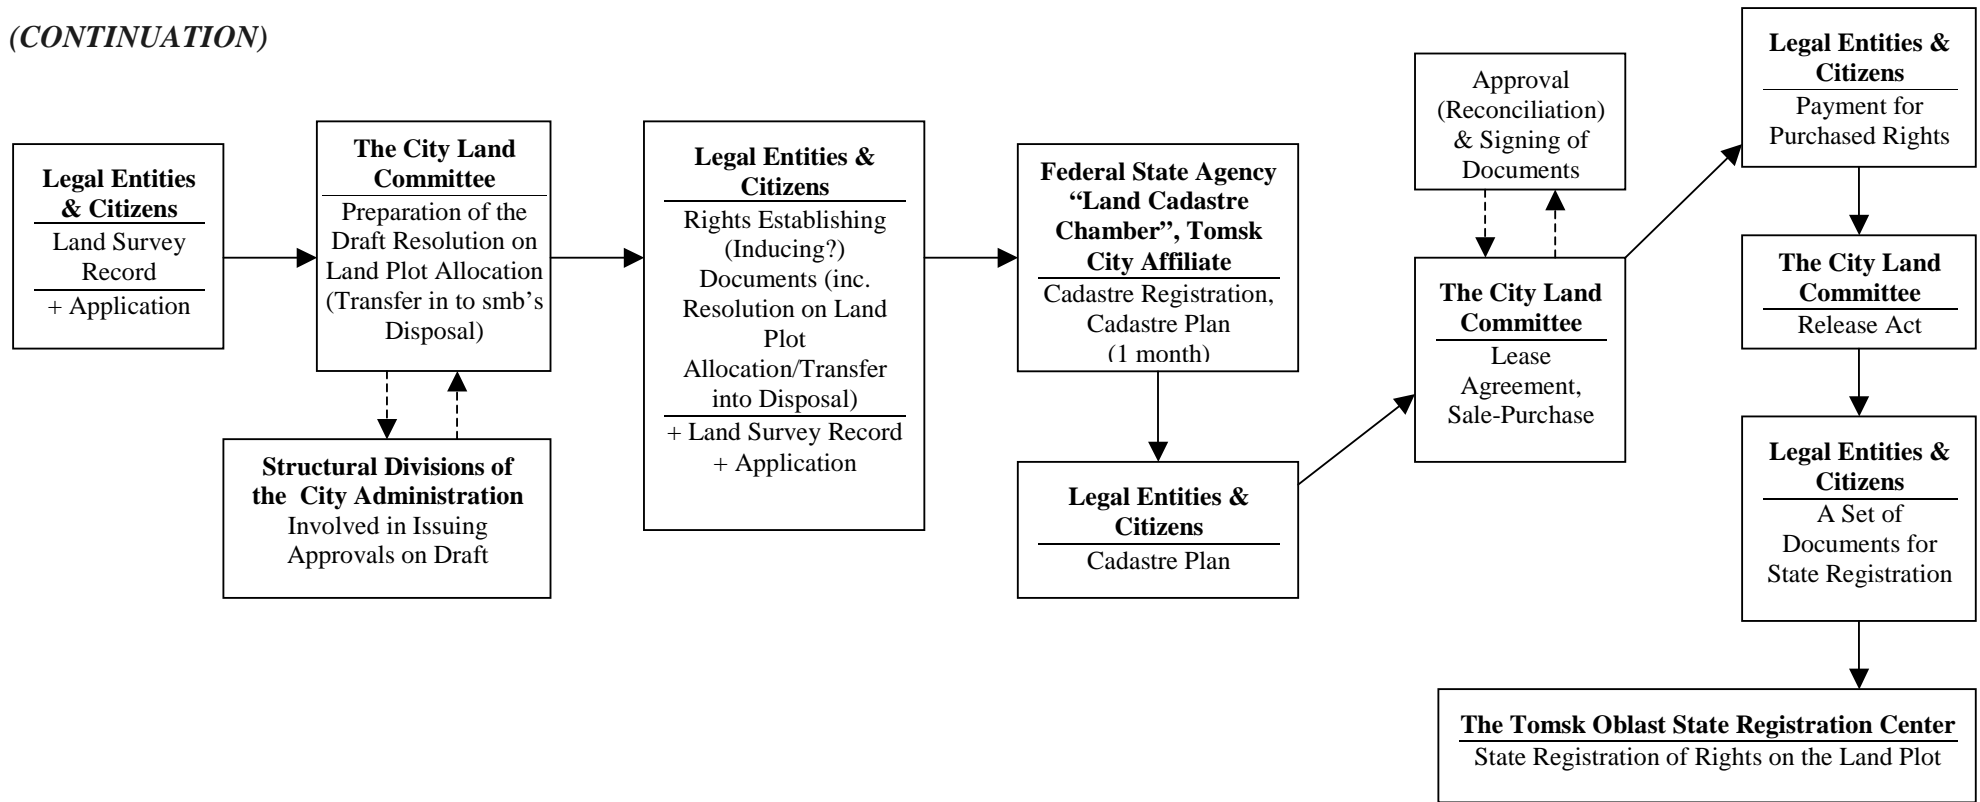 (CONTINUATION)
Legal Entities
& Citizens
Land Survey
Record
+ Application
The City Land
Committee
Preparation of the
Draft Resolution on
Land Plot Allocation
(Transfer in to smb’s
Disposal)
Structural Divisions of
the City Administration
Involved in Issuing
Approvals on Draft
Legal Entities &
Citizens
Rights Establishing
(Inducing?)
Documents (inc.
Resolution on Land
Plot
Allocation/Transfer
into Disposal)
+ Land Survey Record
+ Application
Federal State Agency
“Land Cadastre
Chamber”, Tomsk
City Affiliate
Cadastre Registration,
Cadastre Plan
(1 month)
Legal Entities &
Citizens
Cadastre Plan
Approval
(Reconciliation)
& Signing of
Documents
The City Land
Committee
Lease
Agreement,
Sale-Purchase
Legal Entities &
Citizens
Payment for
Purchased Rights
The City Land
Committee
Release Act
Legal Entities &
Citizens
A Set of
Documents for
State Registration
The Tomsk Oblast State Registration Center
State Registration of Rights on the Land Plot